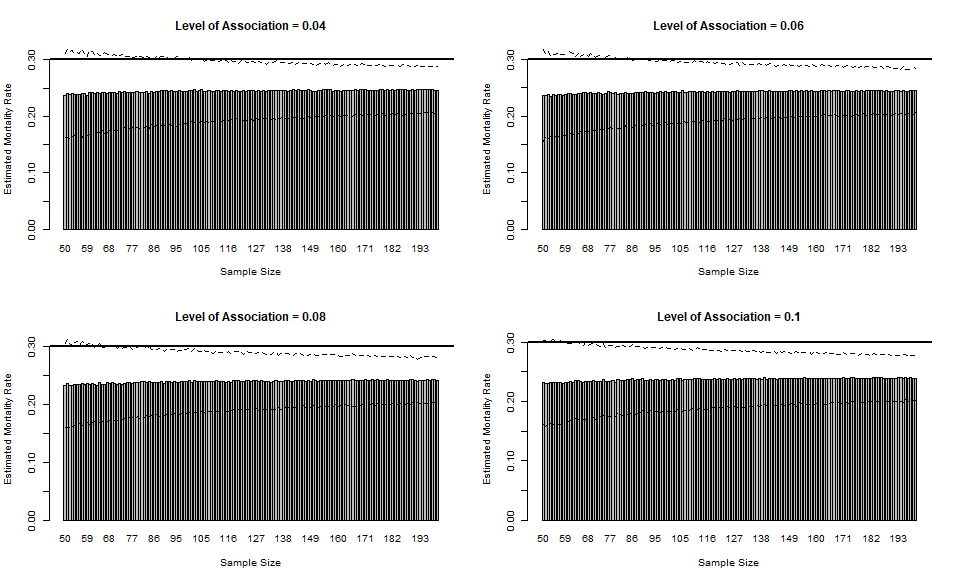 Level of Association = 0.04
Estimated Mortality Rate
0.30
0.20
0.10
0.00
50 59 68 77 86 95 105 116 127 138 149 160 171 182 193
Sample Size
Level of Association = 0.06
Estimated Mortality Rate
0.30
0.20
0.10
0.00
50 59 68 77 86 95 105 116 127 138 149 160 171 182 193
Sample Size
Level of Association = 0.08
Estimated Mortality Rate
0.30
0.20
0.10
0.00
50 59 68 77 86 95 105 116 127 138 149 160 171 182 193
Sample Size
Level of Association = 0.1
Estimated Mortality Rate
0.30
0.20
0.10
0.00
50 59 68 77 86 95 105 116 127 138 149 160 171 182 193
Sample Size